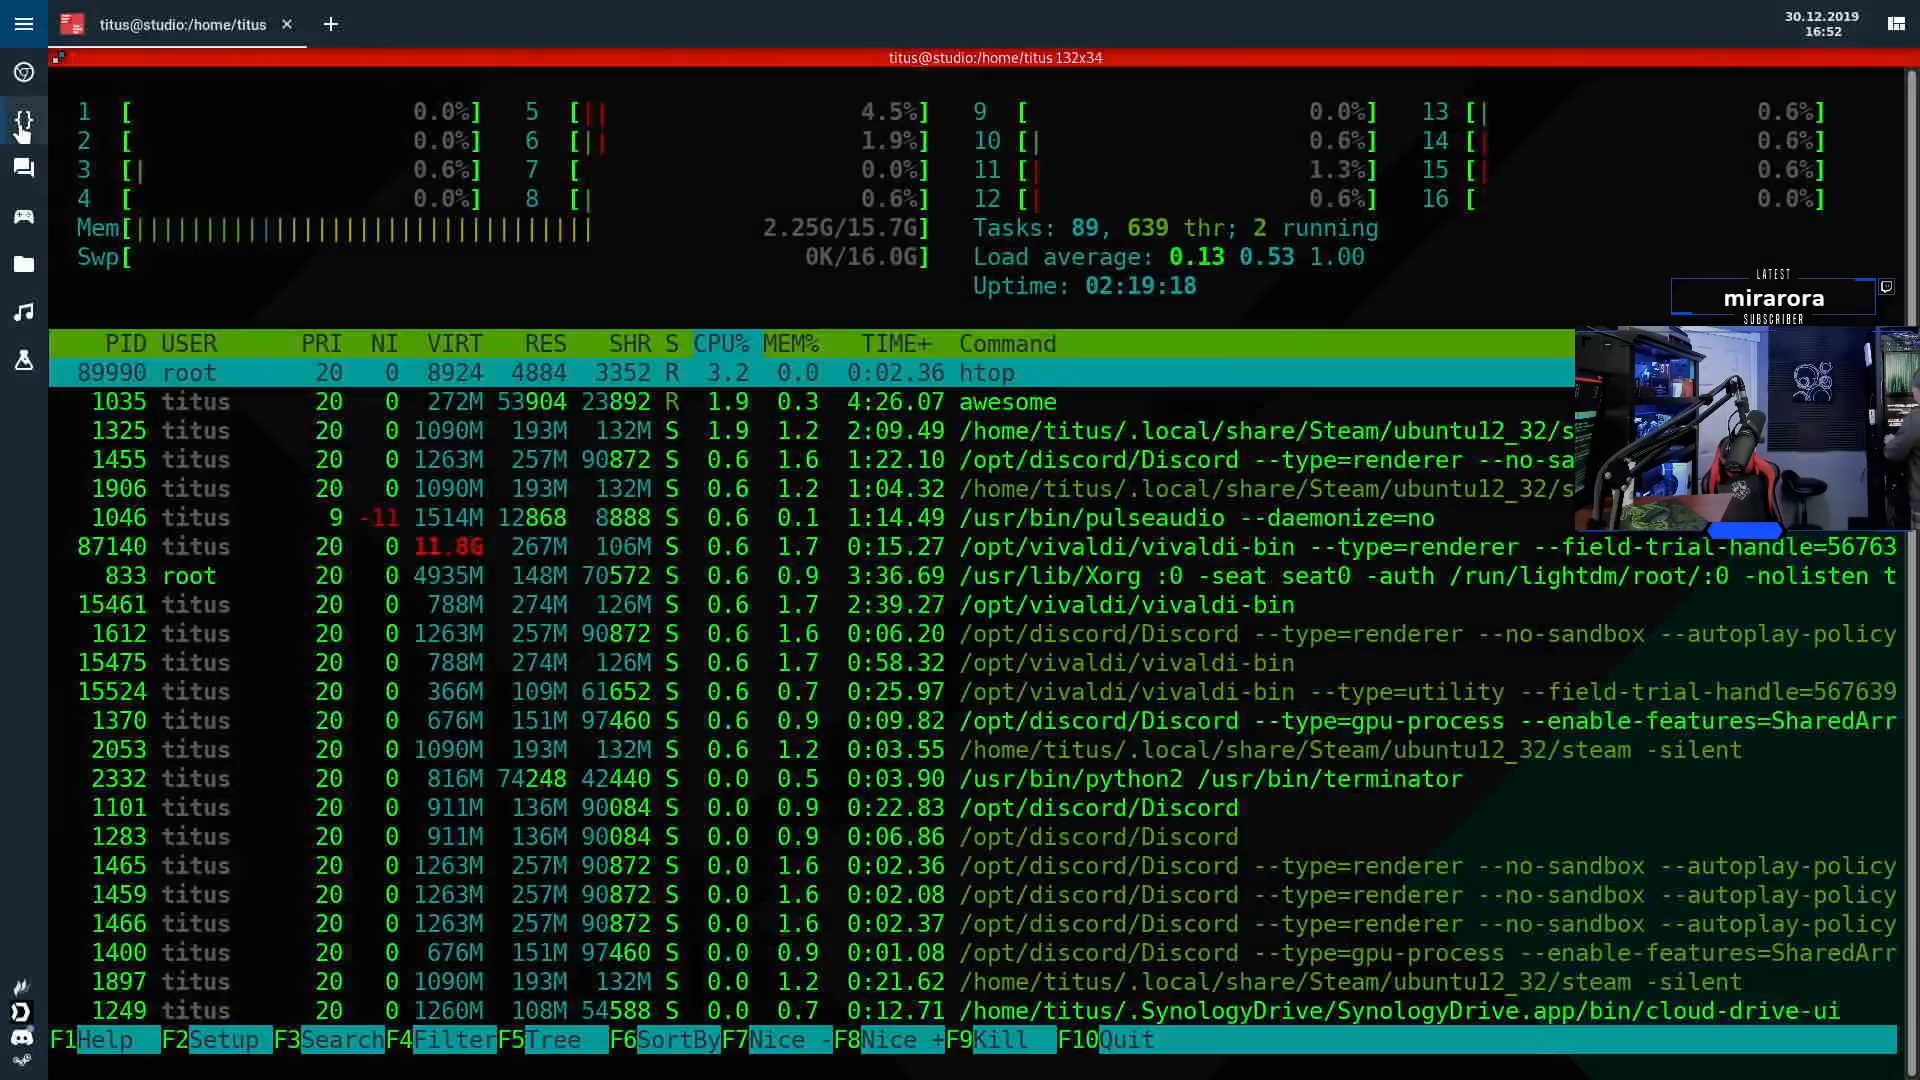 titus@studio:/home/titus × +
30.12.2019
16:52
titus@studio:/home/titus 132x34
1 [ 0.0%] 5 [|| 4.5%] 9 [ 0.0%] 13 [| 0.6%]
2 [ 0.0%] 6 [|| 1.9%] 10 [| 0.6%] 14 [| 0.6%]
3 [| 0.6%] 7 [ 0.0%] 11 [| 1.3%] 15 [| 0.6%]
4 [ 0.0%] 8 [| 0.6%] 12 [| 0.6%] 16 [ 0.0%]
Mem[||||||||||||||||||||||||||||||||| 2.25G/15.7G] Tasks: 89, 639 thr; 2 running
Swp[ 0K/16.0G] Load average: 0.13 0.53 1.00
Uptime: 02:19:18
LATEST
mirarora
SUBSCRIBER
PID USER PRI NI VIRT RES SHR S CPU% MEM% TIME+ Command
89990 root 20 0 8924 4884 3352 R 3.2 0.0 0:02.36 htop
1035 titus 20 0 272M 53904 23892 R 1.9 0.3 4:26.07 awesome
1325 titus 20 0 1090M 193M 132M S 1.9 1.2 2:09.49 /home/titus/.local/share/Steam/ubuntu12_32/s
1455 titus 20 0 1263M 257M 90872 S 0.6 1.6 1:22.10 /opt/discord/Discord --type=renderer --no-sa
1906 titus 20 0 1090M 193M 132M S 0.6 1.2 1:04.32 /home/titus/.local/share/Steam/ubuntu12_32/s
1046 titus 9 -11 1514M 12868 8888 S 0.6 0.1 1:14.49 /usr/bin/pulseaudio --daemonize=no
87140 titus 20 0 11.8G 267M 106M S 0.6 1.7 0:15.27 /opt/vivaldi/vivaldi-bin --type=renderer --field-trial-handle=56763
833 root 20 0 4935M 148M 70572 S 0.6 0.9 3:36.69 /usr/lib/Xorg :0 -seat seat0 -auth /run/lightdm/root/:0 -nolisten t
15461 titus 20 0 788M 274M 126M S 0.6 1.7 2:39.27 /opt/vivaldi/vivaldi-bin
1612 titus 20 0 1263M 257M 90872 S 0.6 1.6 0:06.20 /opt/discord/Discord --type=renderer --no-sandbox --autoplay-policy
15475 titus 20 0 788M 274M 126M S 0.6 1.7 0:58.32 /opt/vivaldi/vivaldi-bin
15524 titus 20 0 366M 109M 61652 S 0.6 0.7 0:25.97 /opt/vivaldi/vivaldi-bin --type=utility --field-trial-handle=567639
1370 titus 20 0 676M 151M 97460 S 0.6 0.9 0:09.82 /opt/discord/Discord --type=gpu-process --enable-features=SharedArr
2053 titus 20 0 1090M 193M 132M S 0.6 1.2 0:03.55 /home/titus/.local/share/Steam/ubuntu12_32/steam -silent
2332 titus 20 0 816M 74248 42440 S 0.0 0.5 0:03.90 /usr/bin/python2 /usr/bin/terminator
1101 titus 20 0 911M 136M 90084 S 0.0 0.9 0:22.83 /opt/discord/Discord
1283 titus 20 0 911M 136M 90084 S 0.0 0.9 0:06.86 /opt/discord/Discord
1465 titus 20 0 1263M 257M 90872 S 0.0 1.6 0:02.36 /opt/discord/Discord --type=renderer --no-sandbox --autoplay-policy
1459 titus 20 0 1263M 257M 90872 S 0.0 1.6 0:02.08 /opt/discord/Discord --type=renderer --no-sandbox --autoplay-policy
1466 titus 20 0 1263M 257M 90872 S 0.0 1.6 0:02.37 /opt/discord/Discord --type=renderer --no-sandbox --autoplay-policy
1400 titus 20 0 676M 151M 97460 S 0.0 0.9 0:01.08 /opt/discord/Discord --type=gpu-process --enable-features=SharedArr
1897 titus 20 0 1090M 193M 132M S 0.0 1.2 0:21.62 /home/titus/.local/share/Steam/ubuntu12_32/steam -silent
1249 titus 20 0 1260M 108M 54588 S 0.0 0.7 0:12.71 /home/titus/.SynologyDrive/SynologyDrive.app/bin/cloud-drive-ui
F1Help F2Setup F3SearchF4FilterF5Tree F6SortByF7Nice -F8Nice +F9Kill F10Quit